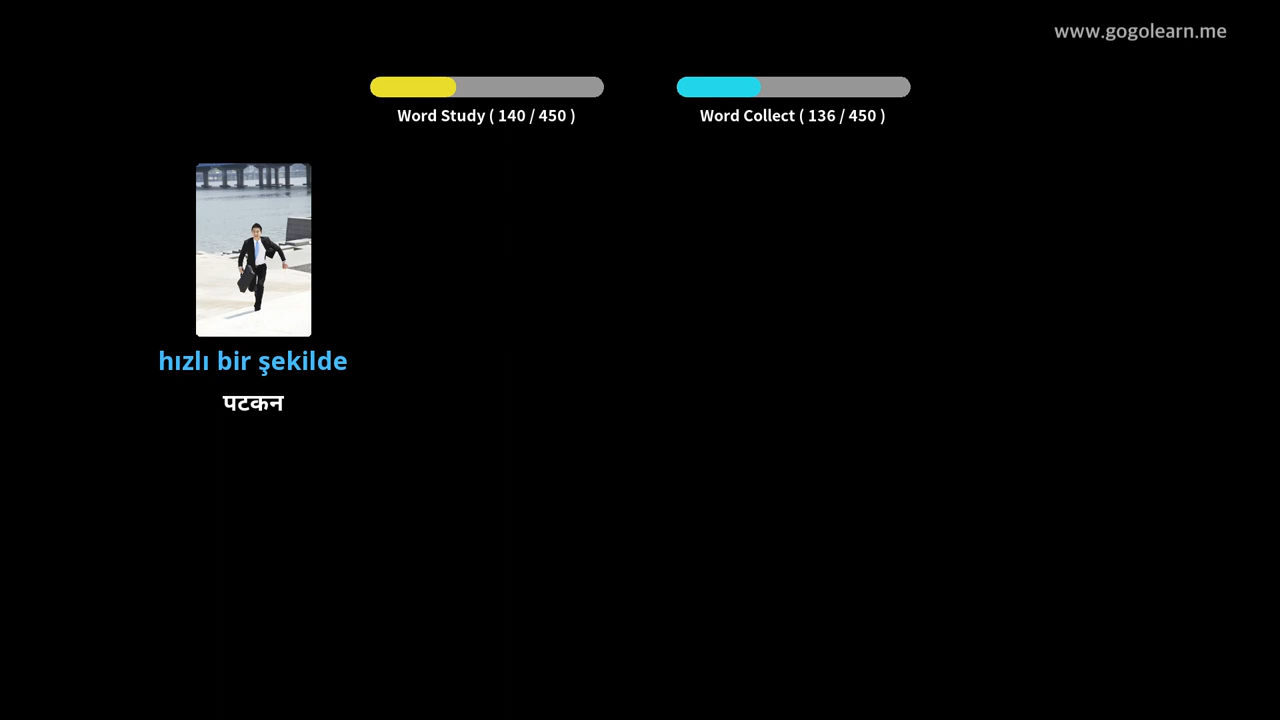 www.gogolearn.me
Word Study ( 140 / 450 )
Word Collect ( 136 / 450 )
hızlı bir şekilde
पटकन